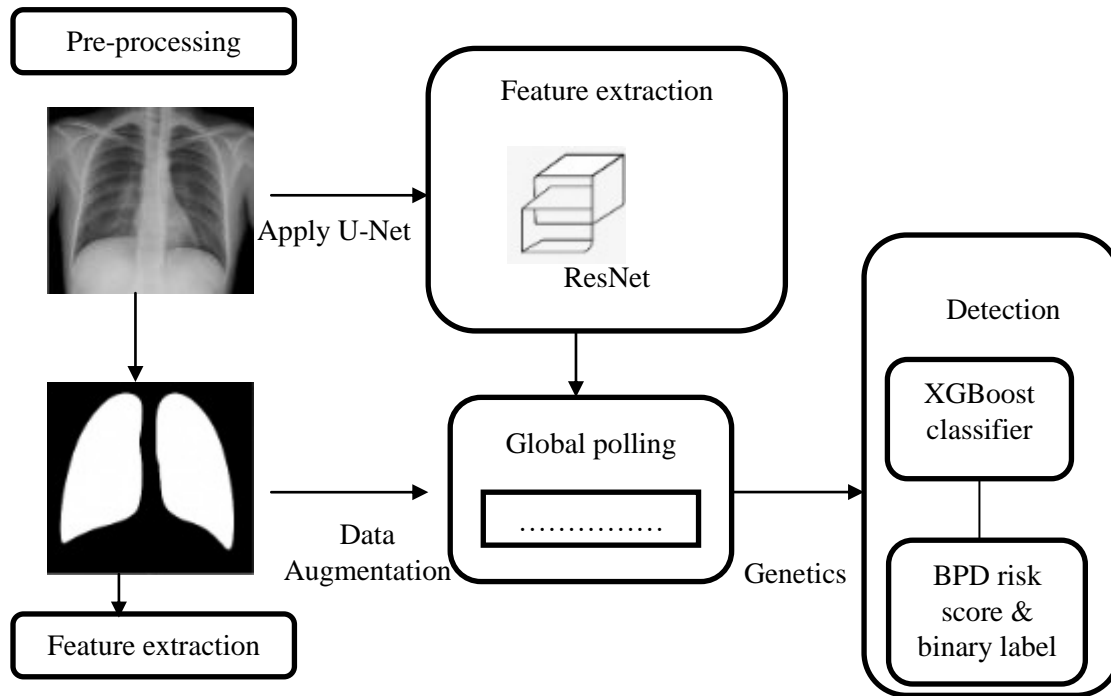 Pre-processing
Feature extraction
ResNet
Apply U-Net
Detection
XGBoost
classifier
Global polling
……………
Data
Augmentation
Genetics
BPD risk
score &
binary label
Feature extraction